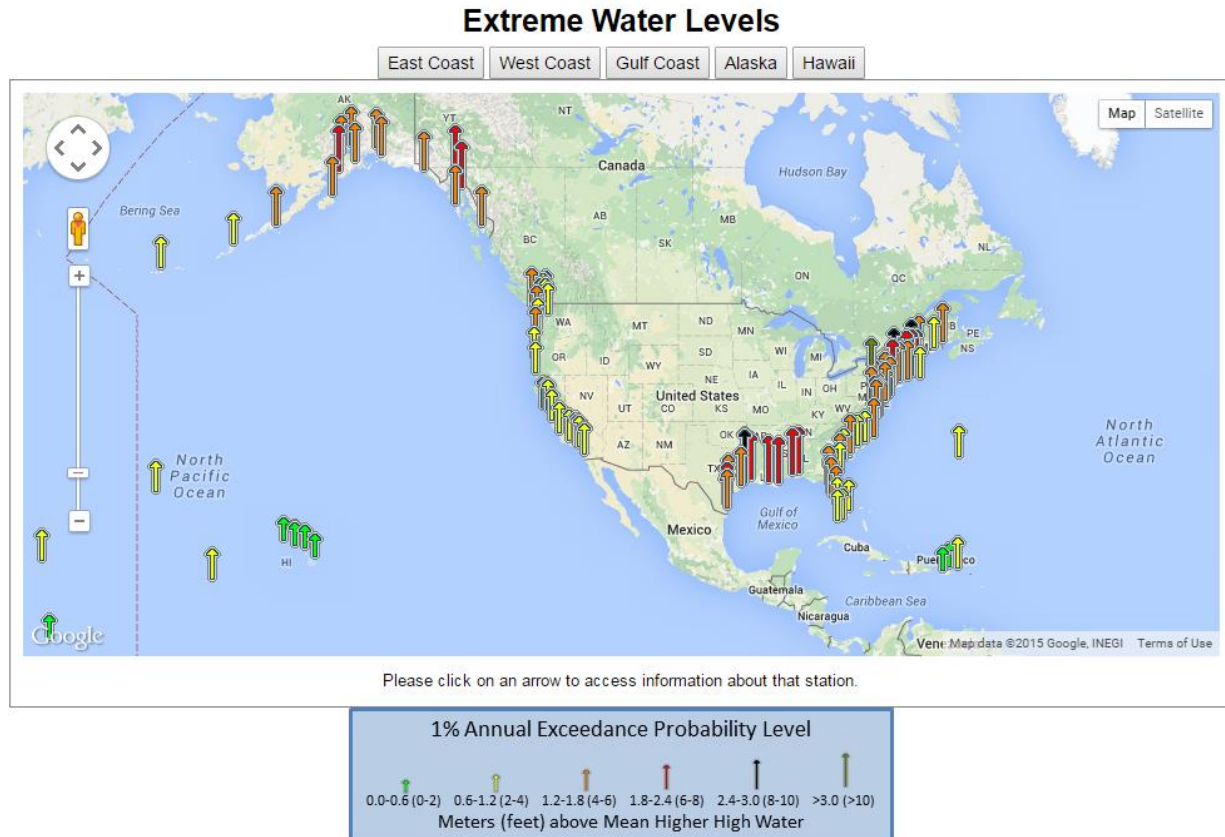 Extreme Water Levels
East Coast
West Coast
Gulf Coast
Alaska
Hawaii
Map
Satellite
AK
YT
NT
Canada
Hudson Bay
Bering Sea
AB
MB
BC
SK
NL
ON
QC
PE
NS
WA
MT
ND
MN
OR
ID
WY
SD
WI
MI
NE
IA
IL
IN
OH
NV
UT
CO
United States
KS
MO
KY
WV
AZ
NM
OK
TX
North
Pacific
Ocean
North
Atlantic
Ocean
HI
Mexico
Gulf of
Mexico
Cuba
Guatemala
Nicaragua
Caribbean Sea
Google
Map data ©2015 Google, INEGI
Terms of Use
Please click on an arrow to access information about that station.
1% Annual Exceedance Probability Level
0.0-0.6 (0-2) 0.6-1.2 (2-4) 1.2-1.8 (4-6) 1.8-2.4 (6-8) 2.4-3.0 (8-10) >3.0 (>10)
Meters (feet) above Mean Higher High Water